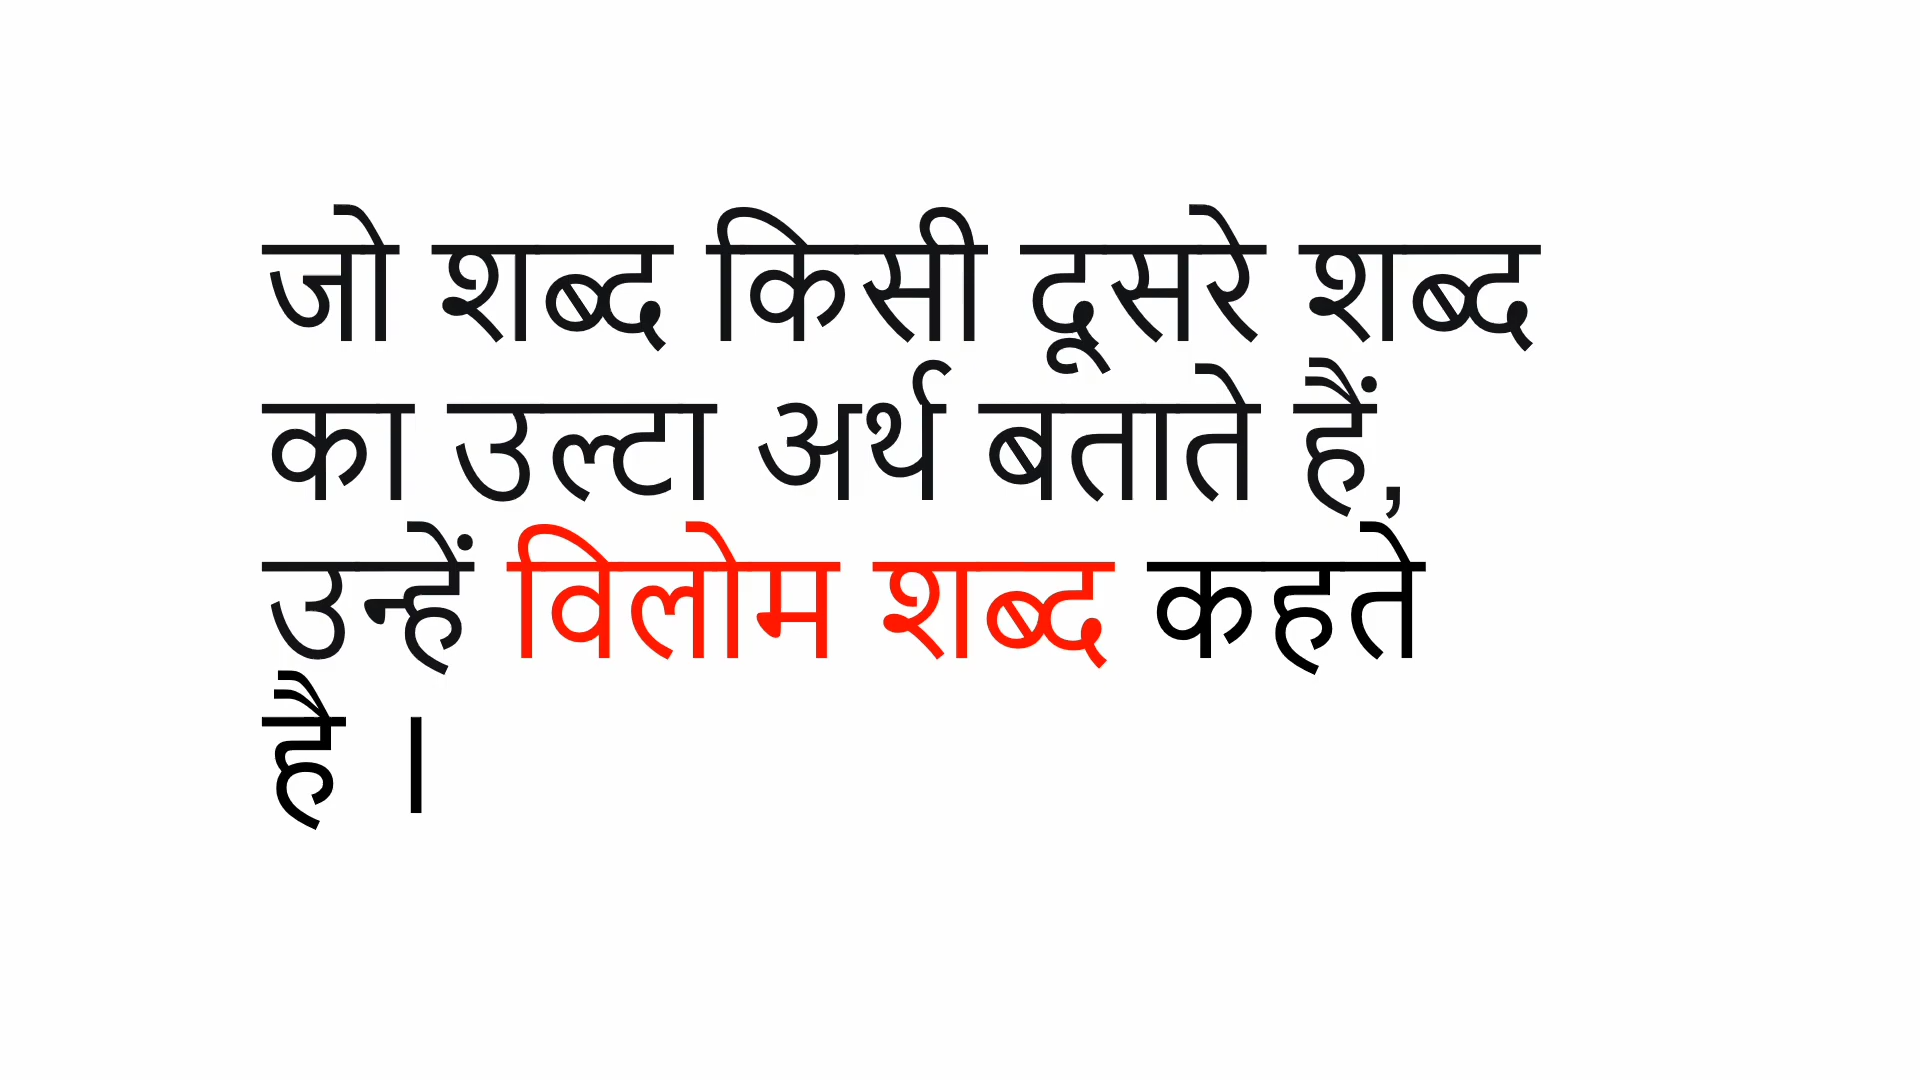 जो शब्द किसी दूसरे शब्द
का उल्टा अर्थ बताते हैं,
उन्हें विलोम शब्द कहते
है ।